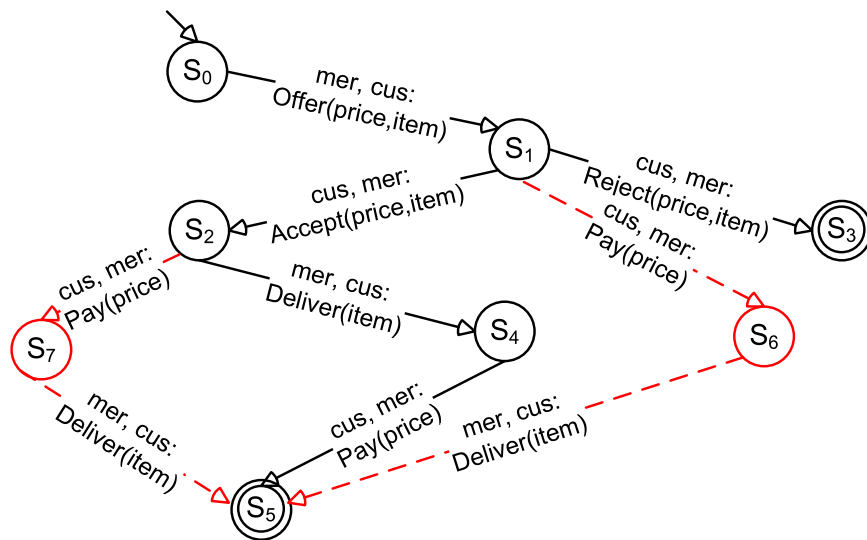 S0
mer, cus:
Offer(price,item)
S1
cus, mer:
Reject(price,item)
S3
cus, mer:
Accept(price,item)
S2
cus, mer:
Pay(price)
cus, mer:
Pay(price)
S7
mer, cus:
Deliver(item)
S4
S6
cus, mer:
Pay(price)
mer, cus:
Deliver(item)
mer, cus:
Deliver(item)
S5